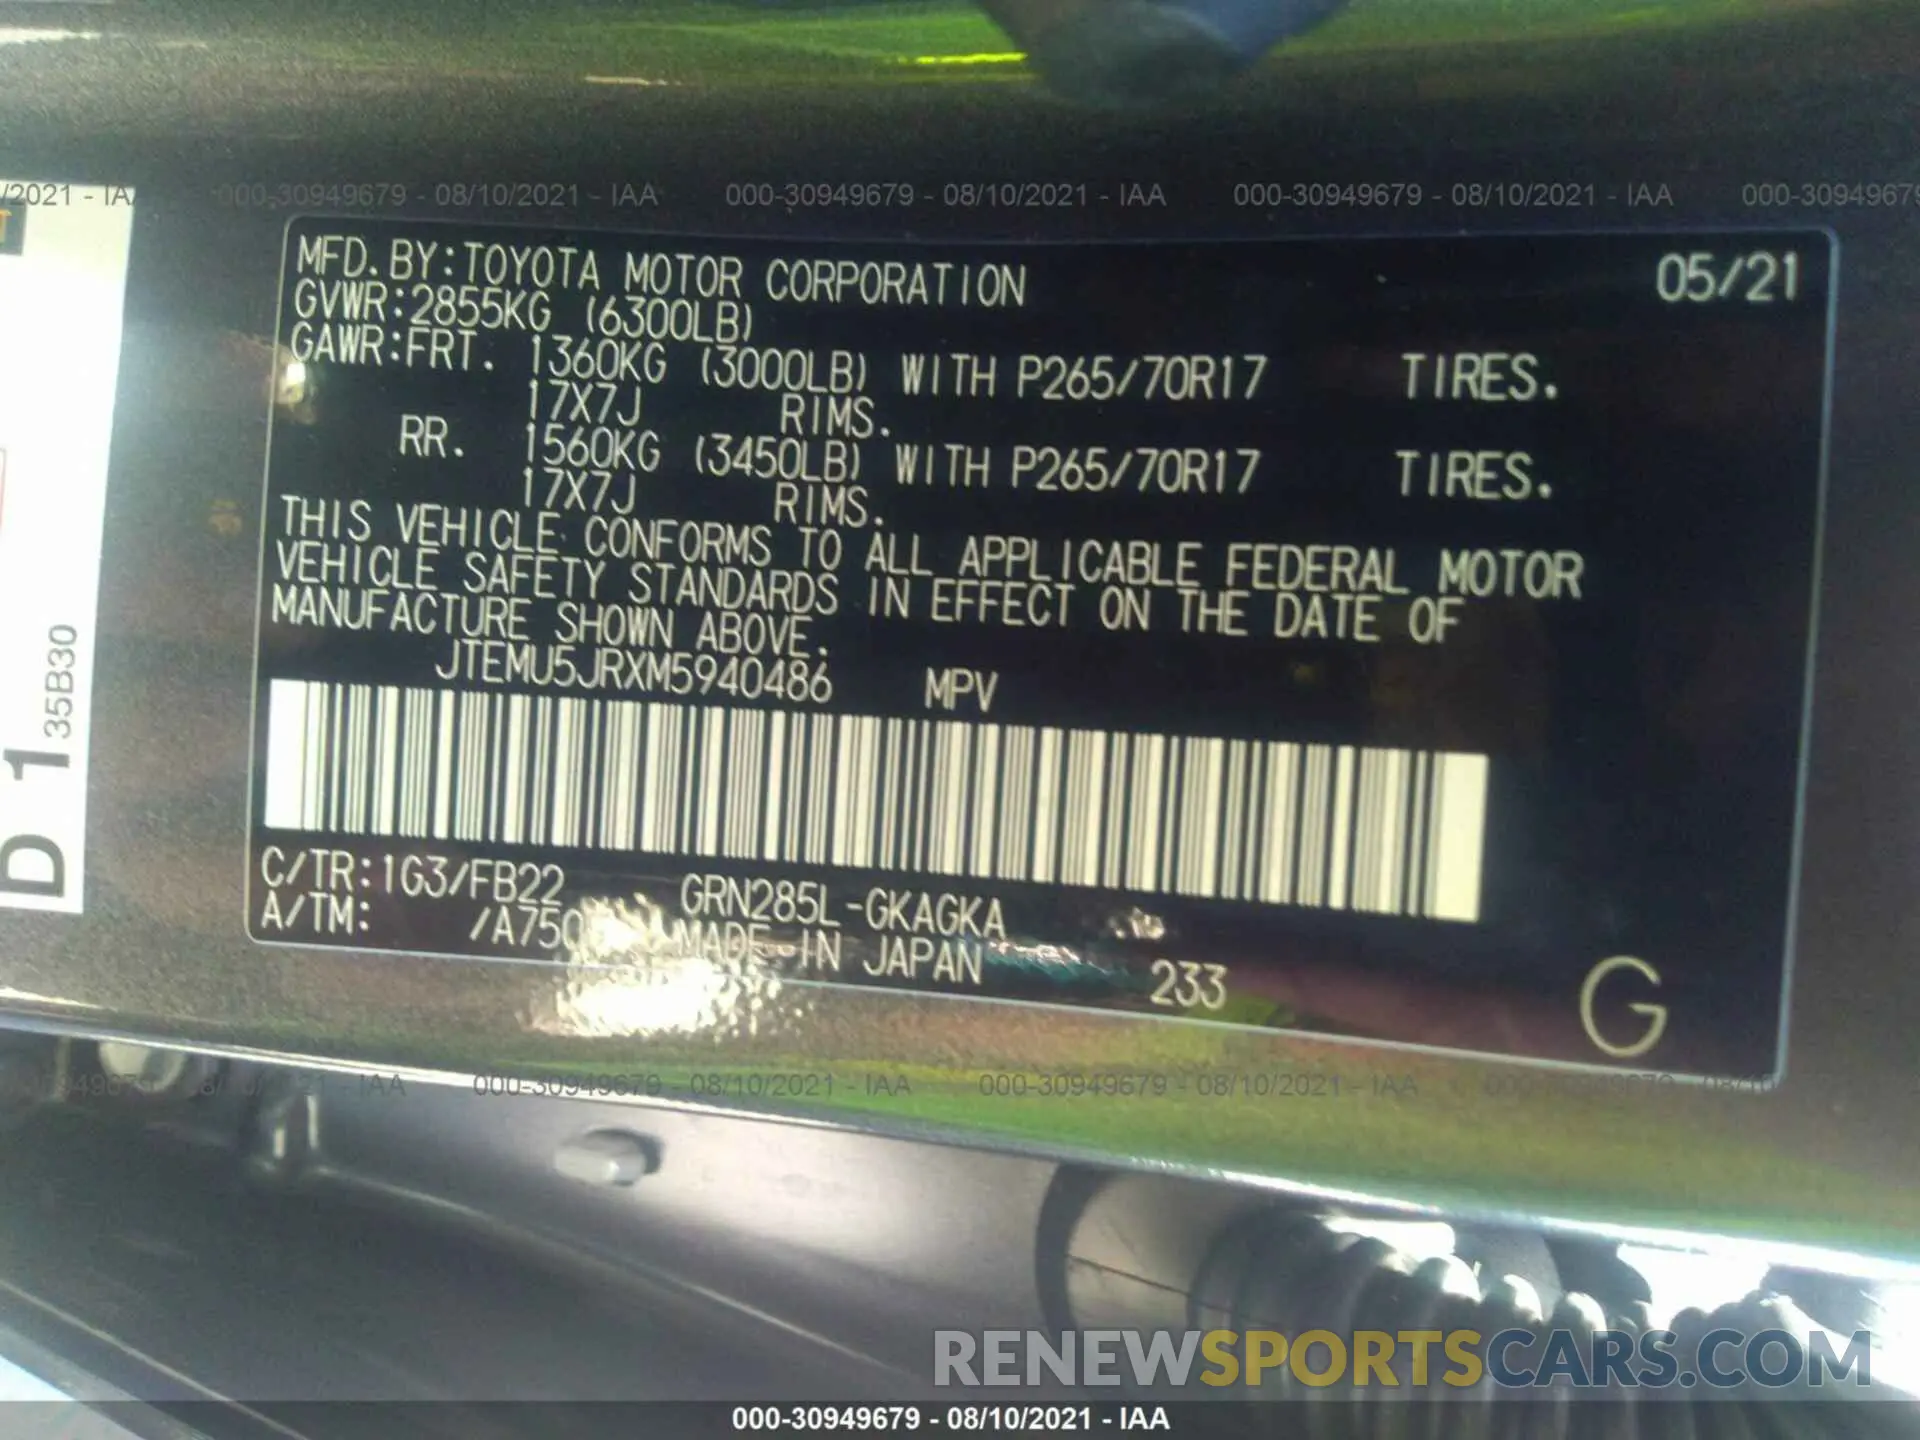 /2021 - IAA 000-30949679 - 08/10/2021 - IAA 000-30949679 - 08/10/2021 - IAA 000-30949679 - 08/10/2021 - IAA 000-30949679
MFD.BY:TOYOTA MOTOR CORPORATION 05/21
GVWR:2855KG (6300LB)
GAWR:FRT. 1360KG (3000LB) WITH P265/70R17 TIRES.
17X7J RIMS.
RR. 1560KG (3450LB) WITH P265/70R17 TIRES.
17X7J RIMS.
THIS VEHICLE CONFORMS TO ALL APPLICABLE FEDERAL MOTOR
VEHICLE SAFETY STANDARDS IN EFFECT ON THE DATE OF
MANUFACTURE SHOWN ABOVE.
JTEMU5JRXM5940486 MPV
C/TR:1G3/FB22 GRN285L-GKAGKA
A/TM: /A750 MADE IN JAPAN 233
G
D 1 35B30
000-30949679 - 08/10/2021 - IAA 000-30949679 - 08/10/2021 - IAA
RENEWSPORTSCARS.COM
000-30949679 - 08/10/2021 - IAA